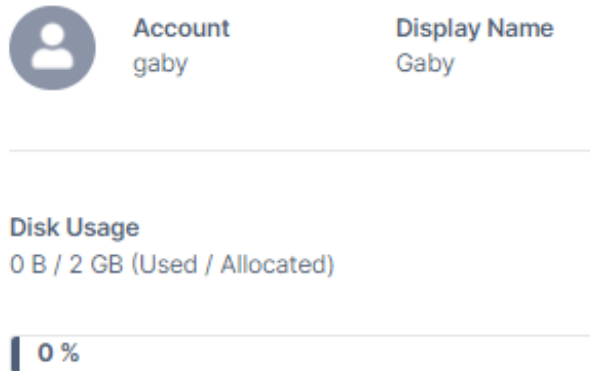 Account Display Name
gaby Gaby
Disk Usage
0 B / 2 GB (Used / Allocated)
0 %